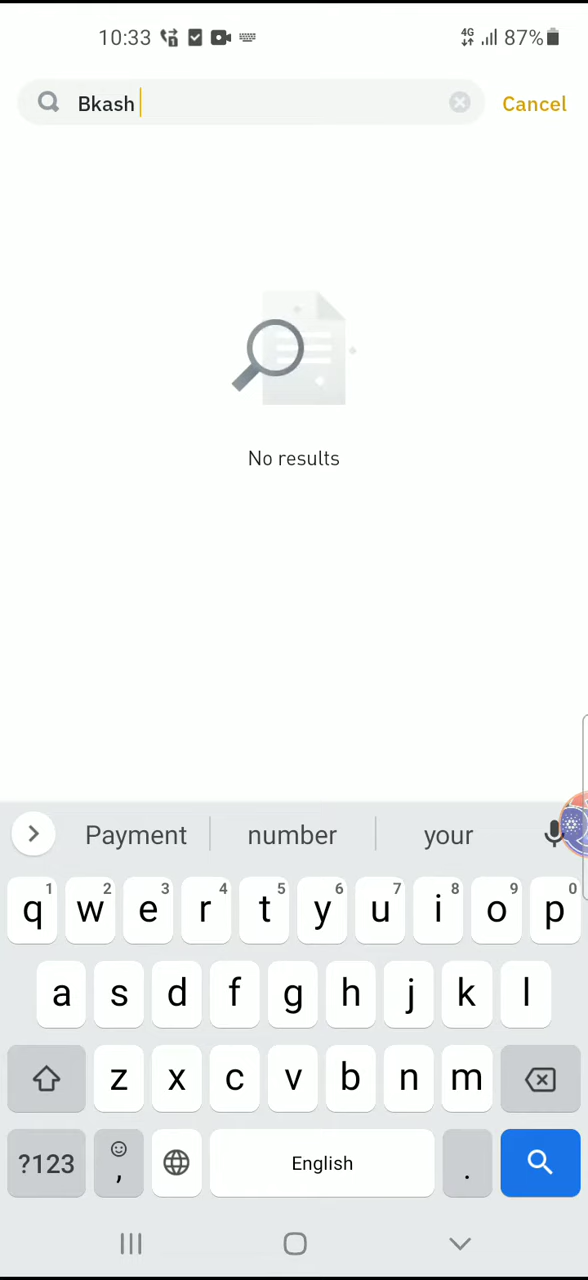 10:33 4G 87%
Bkash Cancel
No results
Payment number your
1 2 3 4 5 6 7 8 9 0
q w e r t y u i o p
a s d f g h j k l
z x c v b n m
?123 , English .